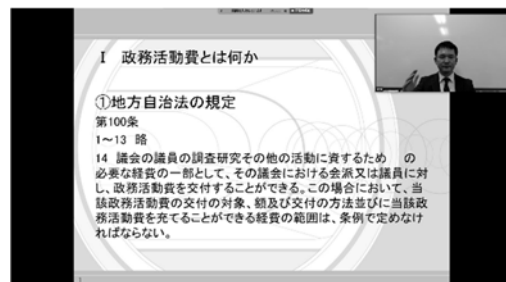 Ⅰ　政務活動費とは何か
①地方自治法の規定
第100条
1～13　略
14　議会の議員の調査研究その他の活動に資するため　の
必要な経費の一部として、その議会における会派又は議員に対
し、政務活動費を交付することができる。この場合において、当
該政務活動費の交付の対象、額及び交付の方法並びに当該政
務活動費を充てることができる経費の範囲は、条例で定めなけ
ればならない。